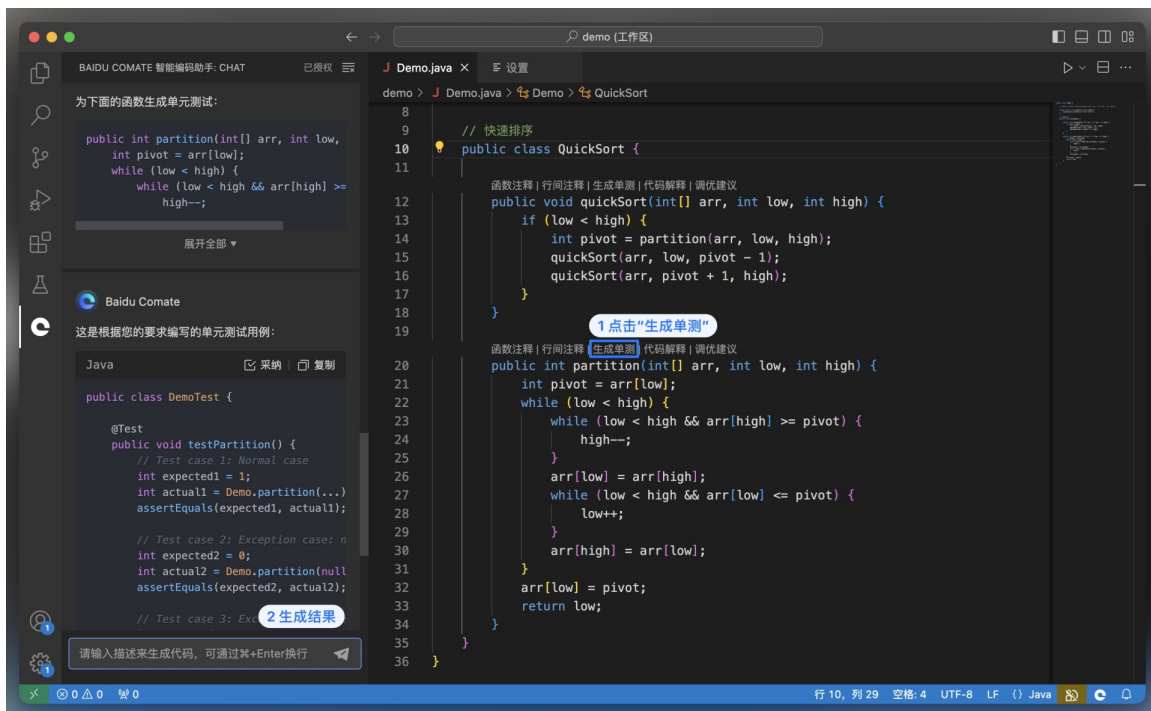 demo (工作区)
BAIDU COMATE 智能编码助手: CHAT
已授权
为下面的函数生成单元测试:
public int partition(int[] arr, int low,
int pivot = arr[low];
while (low < high) {
while (low < high && arr[high] >=
high--;
展开全部 ▼
Baidu Comate
这是根据您的要求编写的单元测试用例:
Java
采纳
复制
public class DemoTest {
@Test
public void testPartition() {
// Test case 1: Normal case
int expected1 = 1;
int actual1 = Demo.partition(...)
assertEquals(expected1, actual1);
// Test case 2: Exception case: n
int expected2 = 0;
int actual2 = Demo.partition(null
assertEquals(expected2, actual2);
// Test case 3: Exc
2 生成结果
请输入描述来生成代码, 可通过⌘+Enter换行
J Demo.java ×
设置
demo > J Demo.java > Demo > QuickSort
8
9 // 快速排序
10 public class QuickSort {
11
函数注释 | 行间注释 | 生成单测 | 代码解释 | 调优建议
12 public void quickSort(int[] arr, int low, int high) {
13 if (low < high) {
14 int pivot = partition(arr, low, high);
15 quickSort(arr, low, pivot - 1);
16 quickSort(arr, pivot + 1, high);
17 }
18 }
19
1 点击“生成单测”
函数注释 | 行间注释 | 生成单测 | 代码解释 | 调优建议
20 public int partition(int[] arr, int low, int high) {
21 int pivot = arr[low];
22 while (low < high) {
23 while (low < high && arr[high] >= pivot) {
24 high--;
25 }
26 arr[low] = arr[high];
27 while (low < high && arr[low] <= pivot) {
28 low++;
29 }
30 arr[high] = arr[low];
31 }
32 arr[low] = pivot;
33 return low;
34 }
35 }
36 }
1
1
0 0 0
行 10, 列 29 空格: 4 UTF-8 LF {} Java